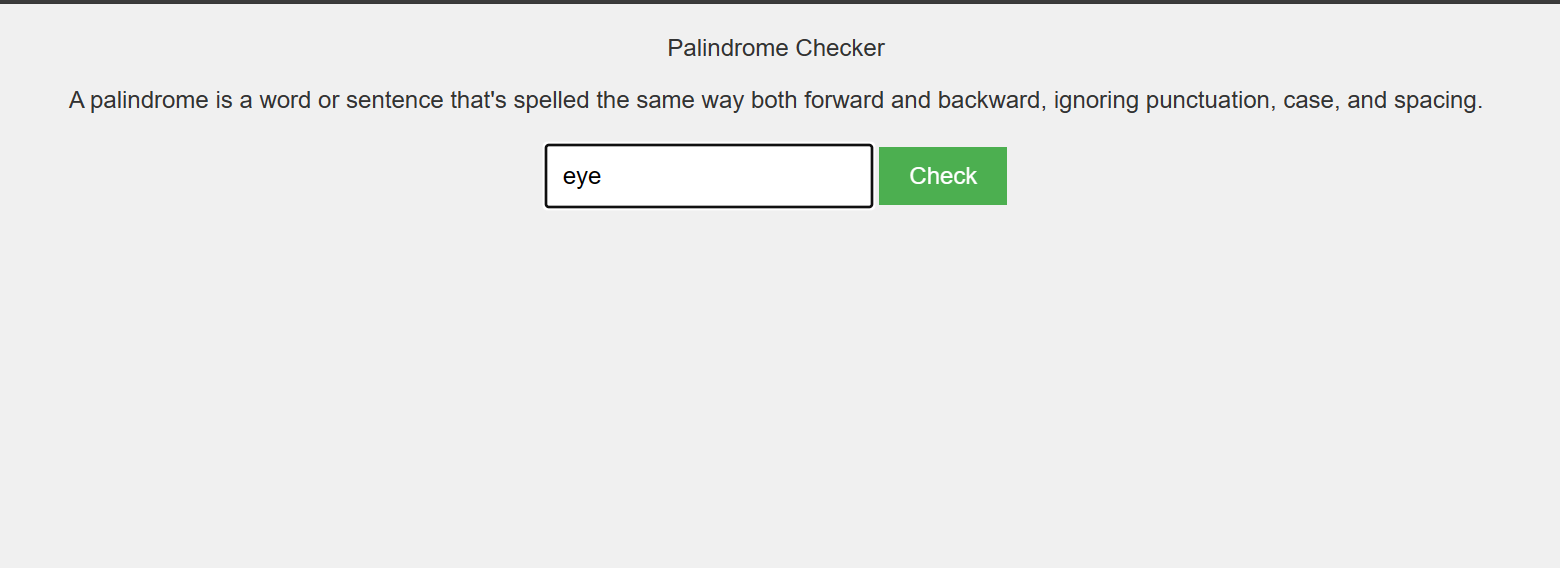 Palindrome Checker
A palindrome is a word or sentence that's spelled the same way both forward and backward, ignoring punctuation, case, and spacing.
eye Check